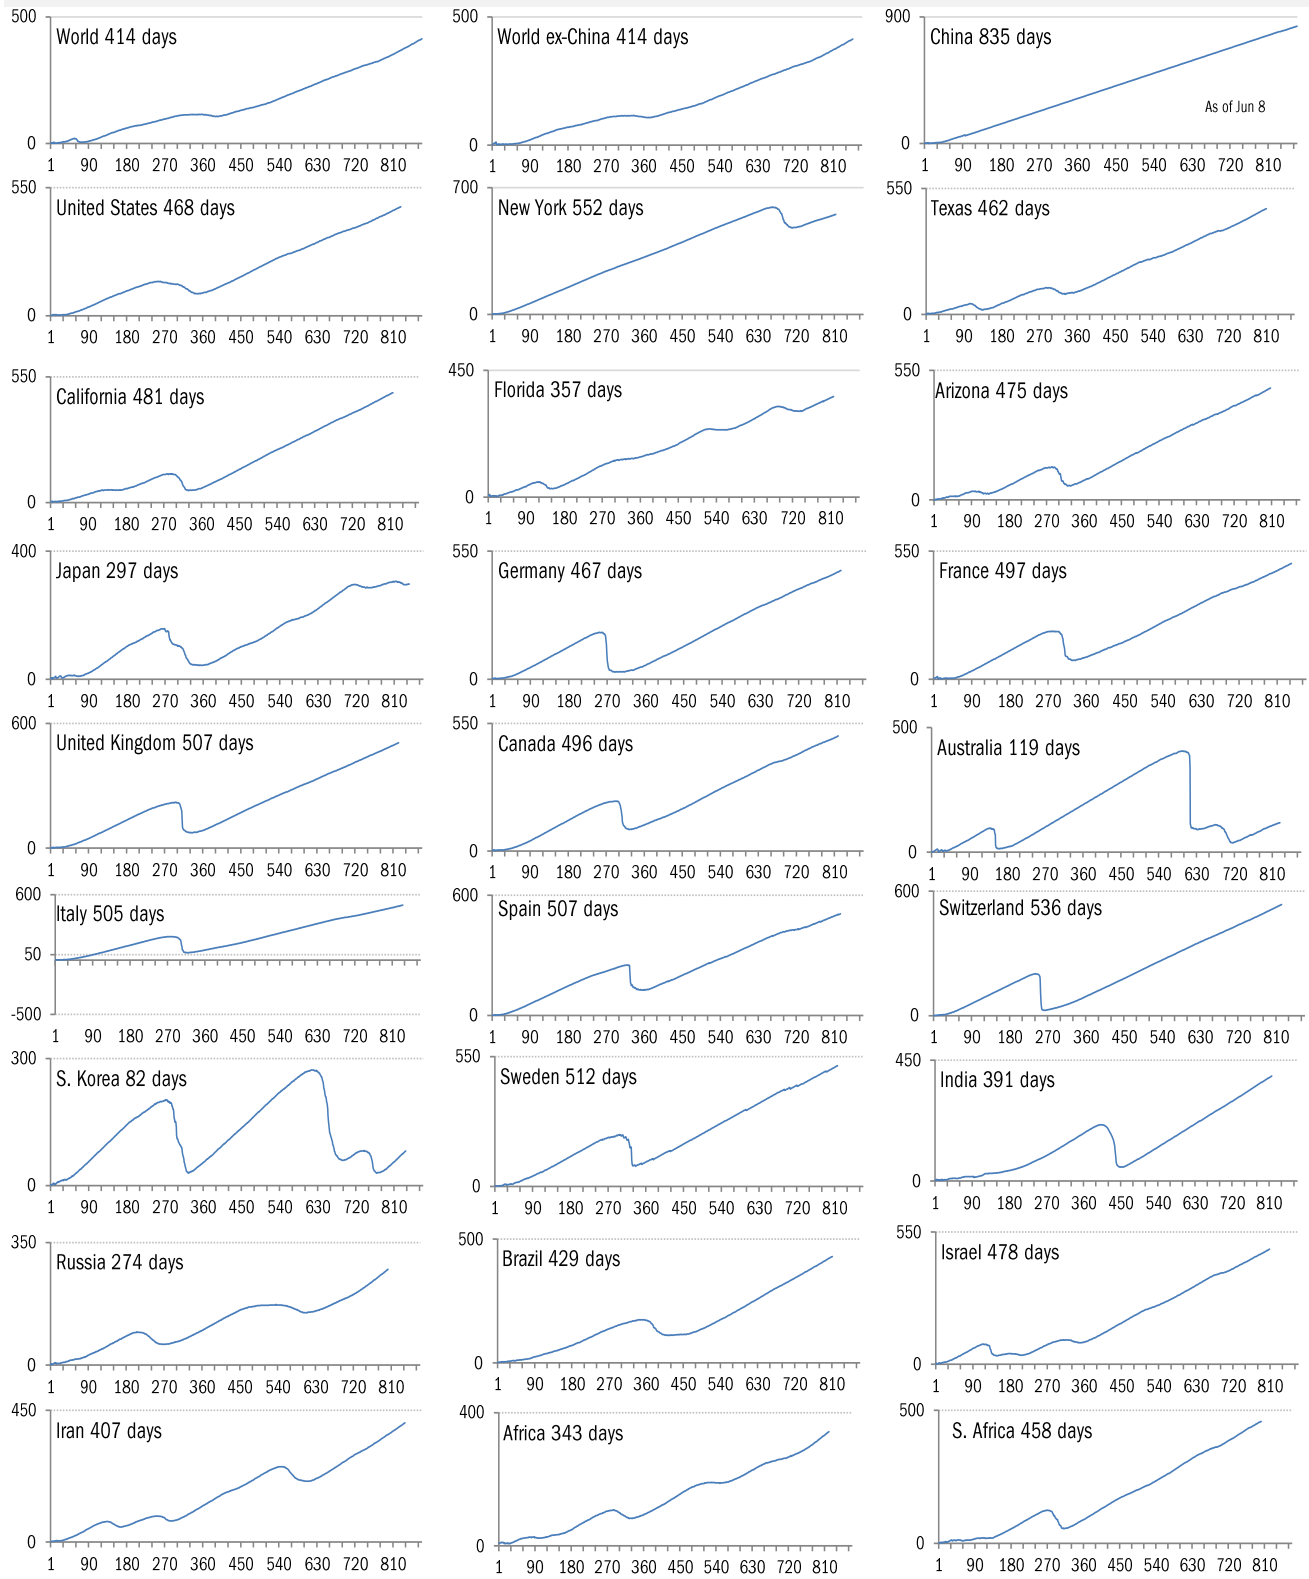 500
World 414 days
0
1 90 180 270 360 450 540 630 720 810
500
World ex-China 414 days
0
1 90 180 270 360 450 540 630 720 810
900
China 835 days
As of Jun 8
0
1 90 180 270 360 450 540 630 720 810
550
United States 468 days
0
1 90 180 270 360 450 540 630 720 810
700
New York 552 days
0
1 90 180 270 360 450 540 630 720 810
550
Texas 462 days
0
1 90 180 270 360 450 540 630 720 810
550
California 481 days
0
1 90 180 270 360 450 540 630 720 810
450
Florida 357 days
0
1 90 180 270 360 450 540 630 720 810
550
Arizona 475 days
0
1 90 180 270 360 450 540 630 720 810
400
Japan 297 days
0
1 90 180 270 360 450 540 630 720 810
550
Germany 467 days
0
1 90 180 270 360 450 540 630 720 810
550
France 497 days
0
1 90 180 270 360 450 540 630 720 810
600
United Kingdom 507 days
0
1 90 180 270 360 450 540 630 720 810
550
Canada 496 days
0
1 90 180 270 360 450 540 630 720 810
500
Australia 119 days
0
1 90 180 270 360 450 540 630 720 810
600
Italy 505 days
50
-500
1 90 180 270 360 450 540 630 720 810
600
Spain 507 days
0
1 90 180 270 360 450 540 630 720 810
600
Switzerland 536 days
0
1 90 180 270 360 450 540 630 720 810
300
S. Korea 82 days
0
1 90 180 270 360 450 540 630 720 810
550
Sweden 512 days
0
1 90 180 270 360 450 540 630 720 810
450
India 391 days
0
1 90 180 270 360 450 540 630 720 810
350
Russia 274 days
0
1 90 180 270 360 450 540 630 720 810
500
Brazil 429 days
0
1 90 180 270 360 450 540 630 720 810
550
Israel 478 days
0
1 90 180 270 360 450 540 630 720 810
450
Iran 407 days
0
1 90 180 270 360 450 540 630 720 810
400
Africa 343 days
0
1 90 180 270 360 450 540 630 720 810
500
S. Africa 458 days
0
1 90 180 270 360 450 540 630 720 810